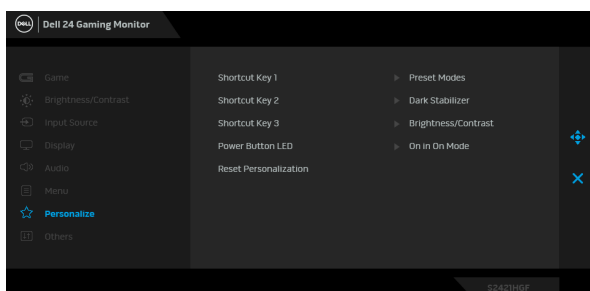 DELL
Dell 24 Gaming Monitor
Game
Brightness/Contrast
Input Source
Display
Audio
Menu
Personalize
Others
Shortcut Key 1 Preset Modes
Shortcut Key 2 Dark Stabilizer
Shortcut Key 3 Brightness/Contrast
Power Button LED On in On Mode
Reset Personalization
S2421HGF